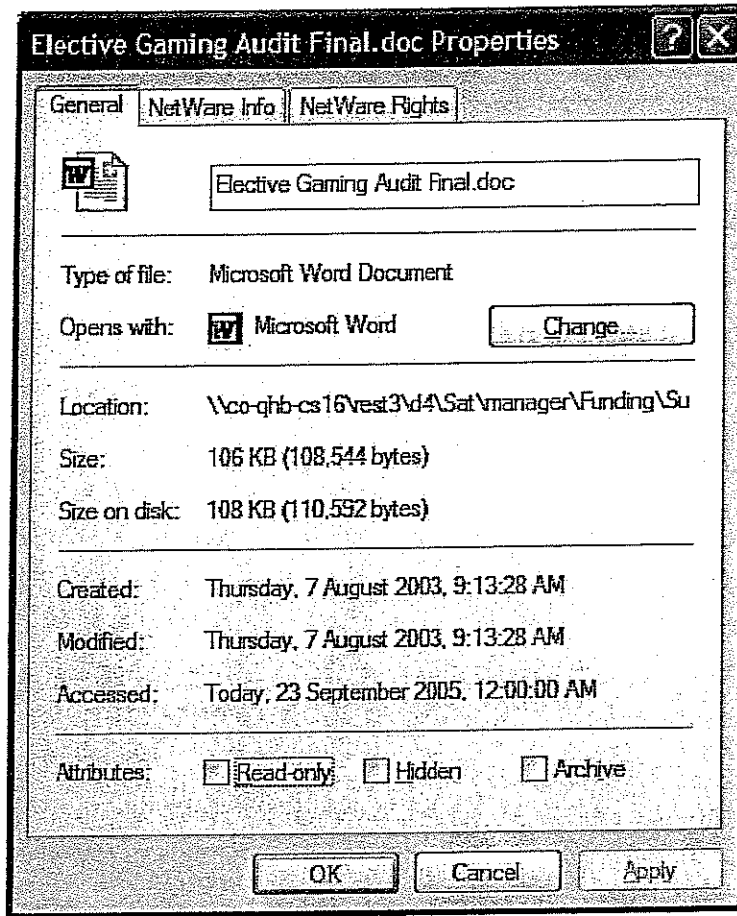 Elective Gaming Audit Final.doc Properties
General NetWare Info NetWare Rights
Elective Gaming Audit Final.doc
Type of file: Microsoft Word Document
Opens with: Microsoft Word Change...
Location: \\co-qhb-cs16\rest3\d4\Sat\manager\Funding\Su
Size: 106 KB (108,544 bytes)
Size on disk: 108 KB (110,592 bytes)
Created: Thursday, 7 August 2003, 9:13:28 AM
Modified: Thursday, 7 August 2003, 9:13:28 AM
Accessed: Today, 23 September 2005, 12:00:00 AM
Attributes: Read-only Hidden Archive
OK Cancel Apply